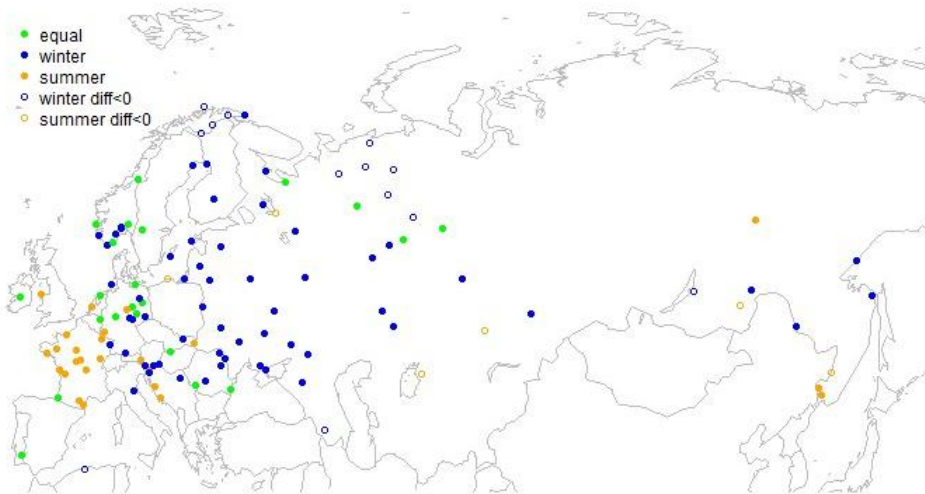 equal
winter
summer
winter diff<0
summer diff<0